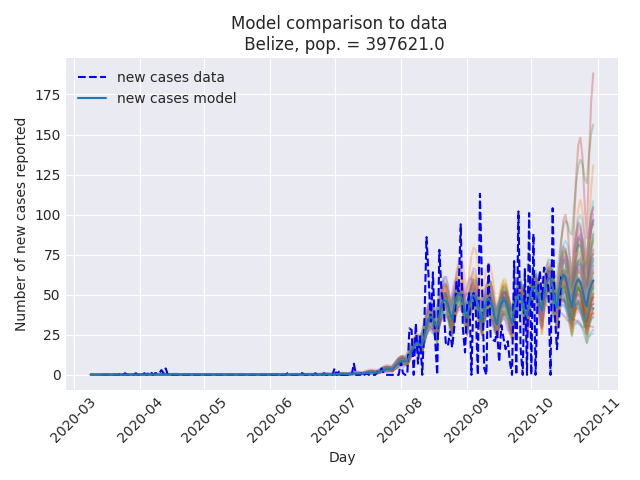 Model comparison to data
Belize, pop. = 397621.0
new cases data
new cases model
Number of new cases reported
175
150
125
100
75
50
25
0
2020-03
2020-04
2020-05
2020-06
2020-07
2020-08
2020-09
2020-10
2020-11
Day